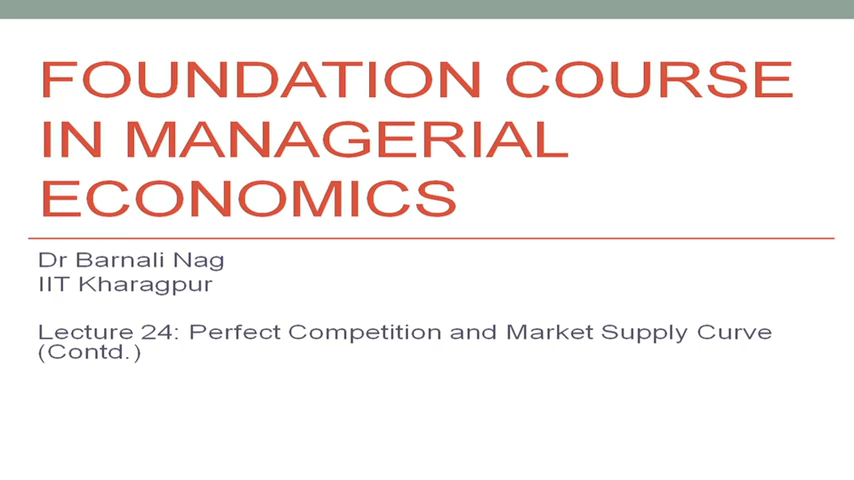 FOUNDATION COURSE
IN MANAGERIAL
ECONOMICS
Dr Barnali Nag
IIT Kharagpur
Lecture 24: Perfect Competition and Market Supply Curve
(Contd.)